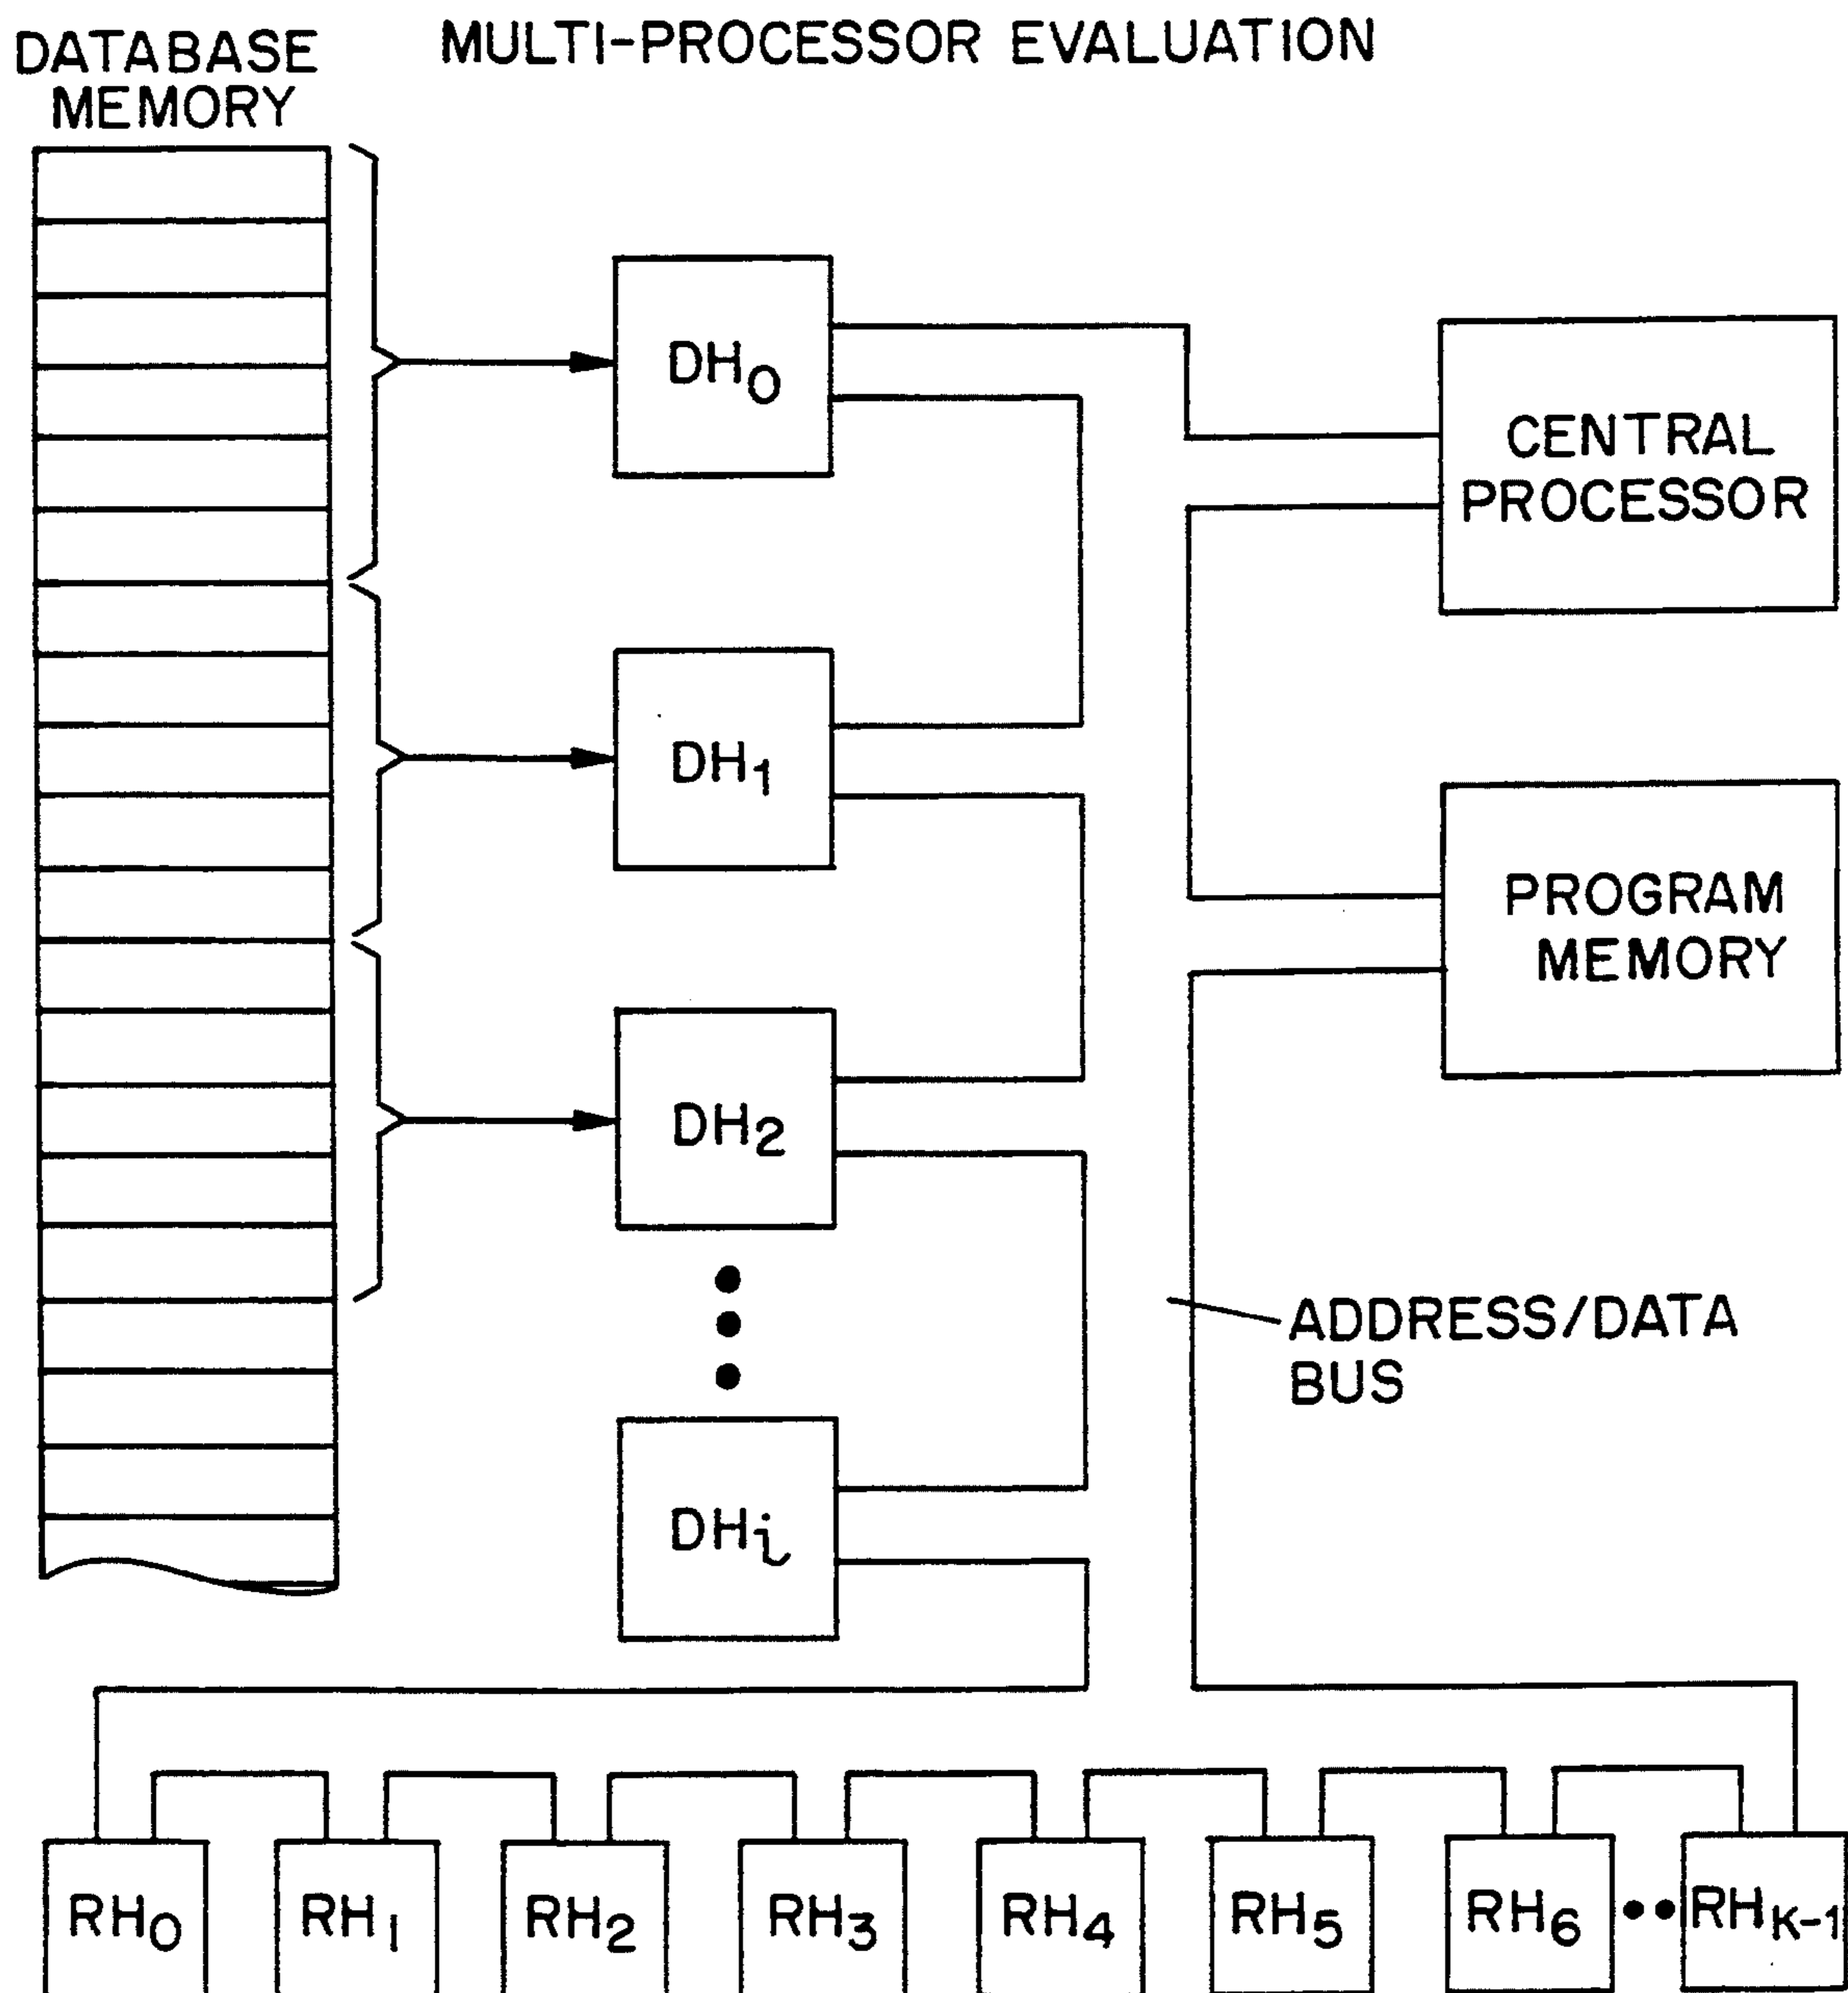 DATABASE
MEMORY
MULTI-PROCESSOR EVALUATION
DH0
CENTRAL
PROCESSOR
DH1
PROGRAM
MEMORY
DH2
ADDRESS/DATA
BUS
DHi
RH0
RH1
RH2
RH3
RH4
RH5
RH6
RHK-1